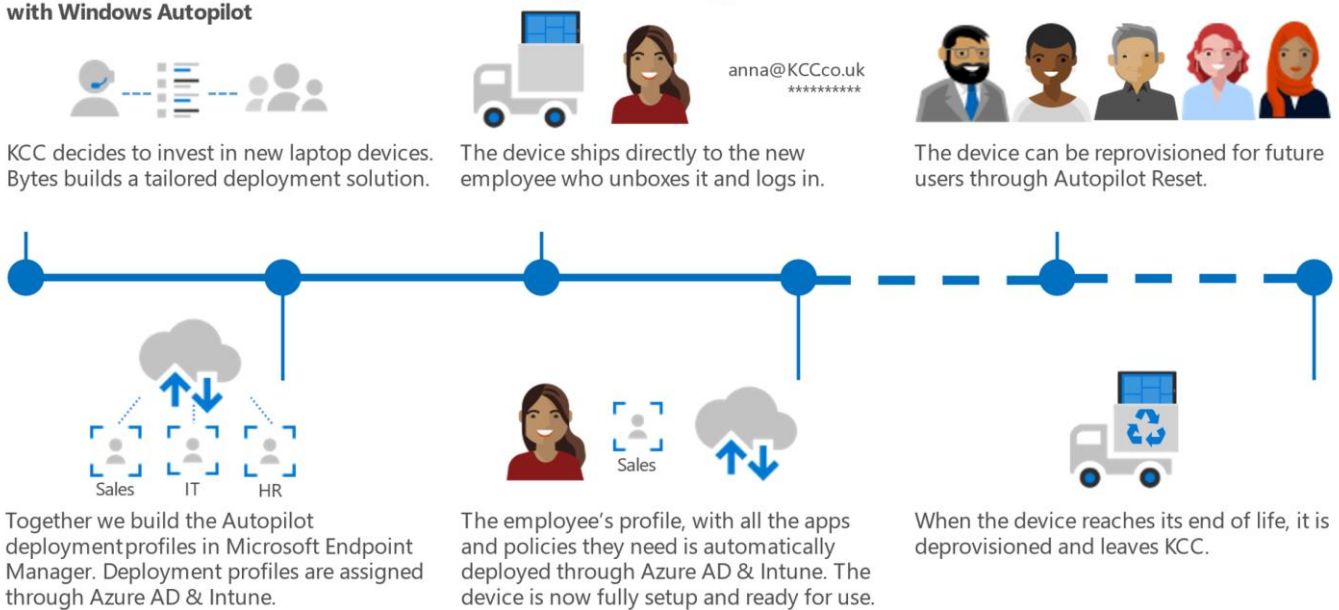 with Windows Autopilot
anna@KCCco.uk
**********
KCC decides to invest in new laptop devices.
Bytes builds a tailored deployment solution.
The device ships directly to the new
employee who unboxes it and logs in.
The device can be reprovisioned for future
users through Autopilot Reset.
Sales
IT
HR
Together we build the Autopilot
deploymentprofiles in Microsoft Endpoint
Manager. Deployment profiles are assigned
through Azure AD & Intune.
Sales
The employee’s profile, with all the apps
and policies they need is automatically
deployed through Azure AD & Intune. The
device is now fully setup and ready for use.
When the device reaches its end of life, it is
deprovisioned and leaves KCC.